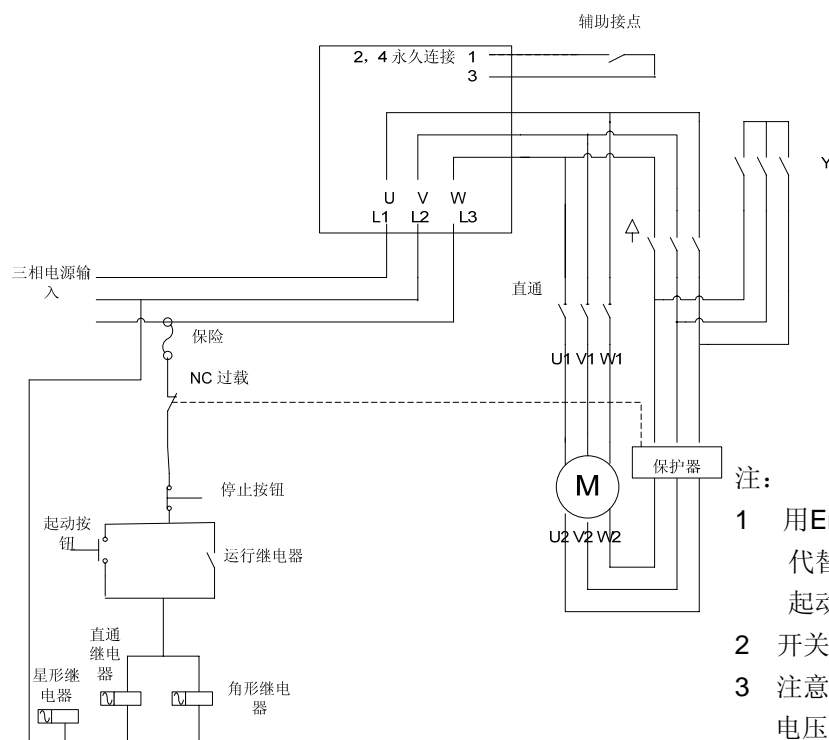 辅助接点
2，4 永久连接 1
3
Y
U V W
L1 L2 L3
三相电源输
入
直通
保险
U1 V1 W1
NC 过载
保护器
M
停止按钮
起动按
钮
运行继电器
U2 V2 W2
直通
继电
器
星形继
电器
角形继电
器
注：
1 用E
代替
起动
2 开关
3 注意
电压